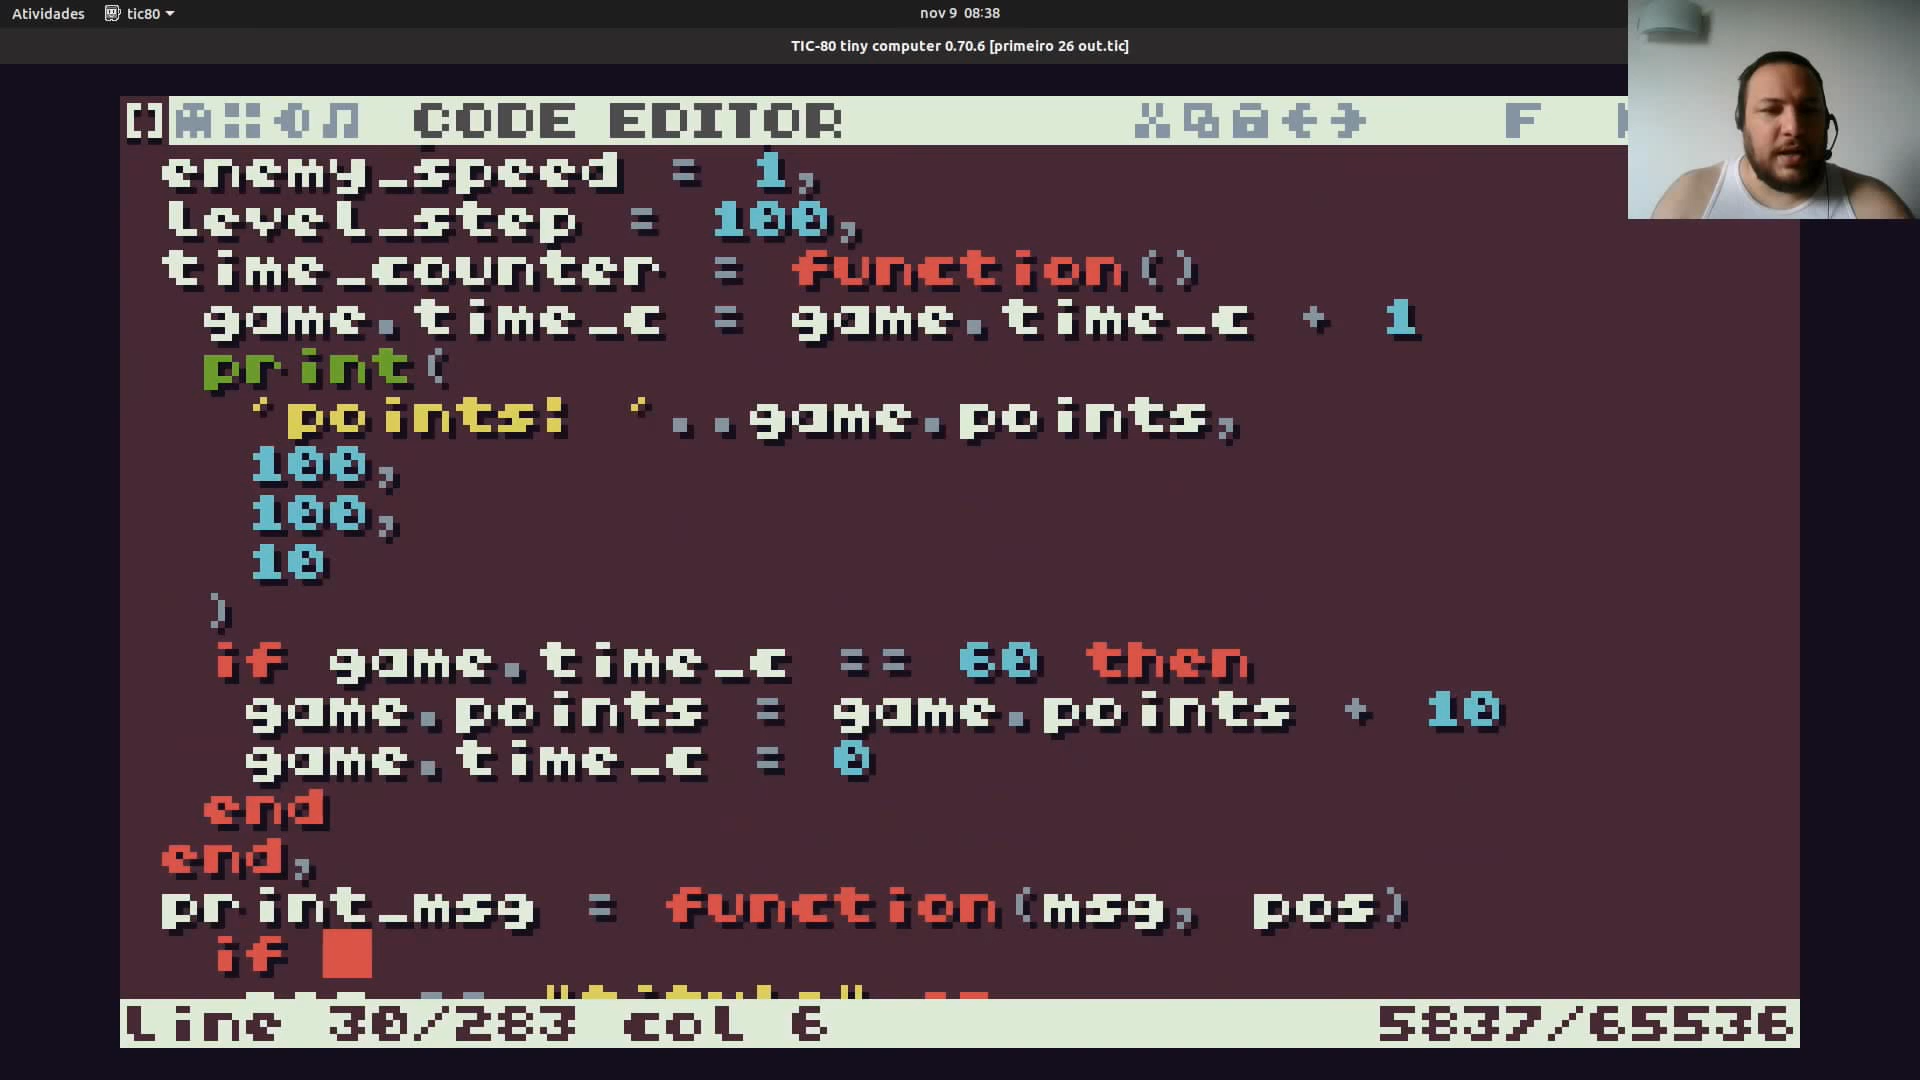 Atividades tic80 nov 9 08:38
TIC-80 tiny computer 0.70.6 [primeiro 26 out.tic]
CODE EDITOR F
enemy_speed = 1,
level_step = 100,
time_counter = function()
game.time_c = game.time_c + 1
print(
'points: '..game.points,
100,
100,
10
)
if game.time_c == 60 then
game.points = game.points + 10
game.time_c = 0
end
end,
print_msg = function(msg, pos)
if
line 30/283 col 6 5837/65536